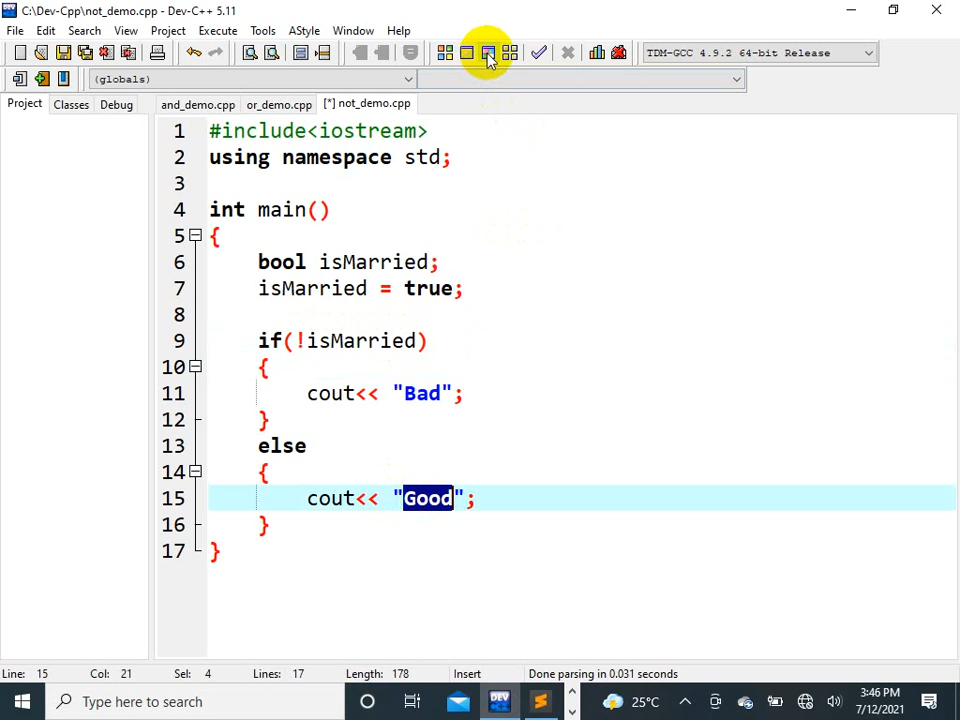 C:\Dev-Cpp\not_demo.cpp - Dev-C++ 5.11
File Edit Search View Project Execute Tools AStyle Window Help
TDM-GCC 4.9.2 64-bit Release
(globals)
Project Classes Debug and_demo.cpp or_demo.cpp [*] not_demo.cpp
1 #include<iostream>
2 using namespace std;
3
4 int main()
5 {
6 bool isMarried;
7 isMarried = true;
8
9 if(!isMarried)
10 {
11 cout<< "Bad";
12 }
13 else
14 {
15 cout<< "Good";
16 }
17 }
Line: 15 Col: 21 Sel: 4 Lines: 17 Length: 178 Insert Done parsing in 0.031 seconds
Type here to search DEV 25°C 3:46 PM
7/12/2021